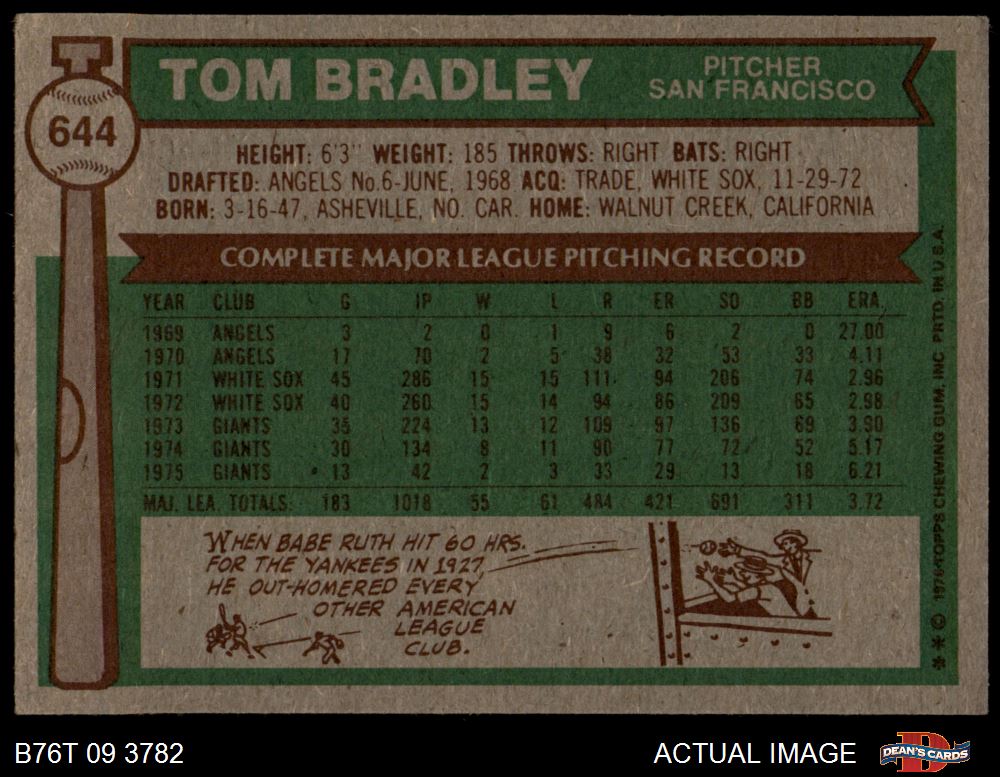 644
TOM BRADLEY
PITCHER
SAN FRANCISCO
HEIGHT: 6'3" WEIGHT: 185 THROWS: RIGHT BATS: RIGHT
DRAFTED: ANGELS No.6-JUNE, 1968 ACQ: TRADE, WHITE SOX, 11-29-72
BORN: 3-16-47, ASHEVILLE, NO. CAR. HOME: WALNUT CREEK, CALIFORNIA
COMPLETE MAJOR LEAGUE PITCHING RECORD
YEAR CLUB G IP W L R ER SO BB ERA
1969 ANGELS 3 2 0 1 9 6 2 0 27.00
1970 ANGELS 17 70 2 5 38 32 53 33 4.11
1971 WHITE SOX 45 286 15 15 111 94 206 74 2.96
1972 WHITE SOX 40 260 15 14 94 86 209 65 2.98
1973 GIANTS 35 224 13 12 109 97 136 69 3.90
1974 GIANTS 30 134 8 11 90 77 72 52 5.17
1975 GIANTS 13 42 2 3 33 29 13 18 6.21
MAJ. LEA. TOTALS: 183 1018 55 61 484 421 691 311 3.72
WHEN BABE RUTH HIT 60 HRS.
FOR THE YANKEES IN 1927,
HE OUT-HOMERED EVERY
OTHER AMERICAN
LEAGUE
CLUB.
** © 1976 TOPPS CHEWING GUM, INC PRTD. IN U.S.A.
B76T 09 3782
ACTUAL IMAGE
D
DEAN'S CARDS